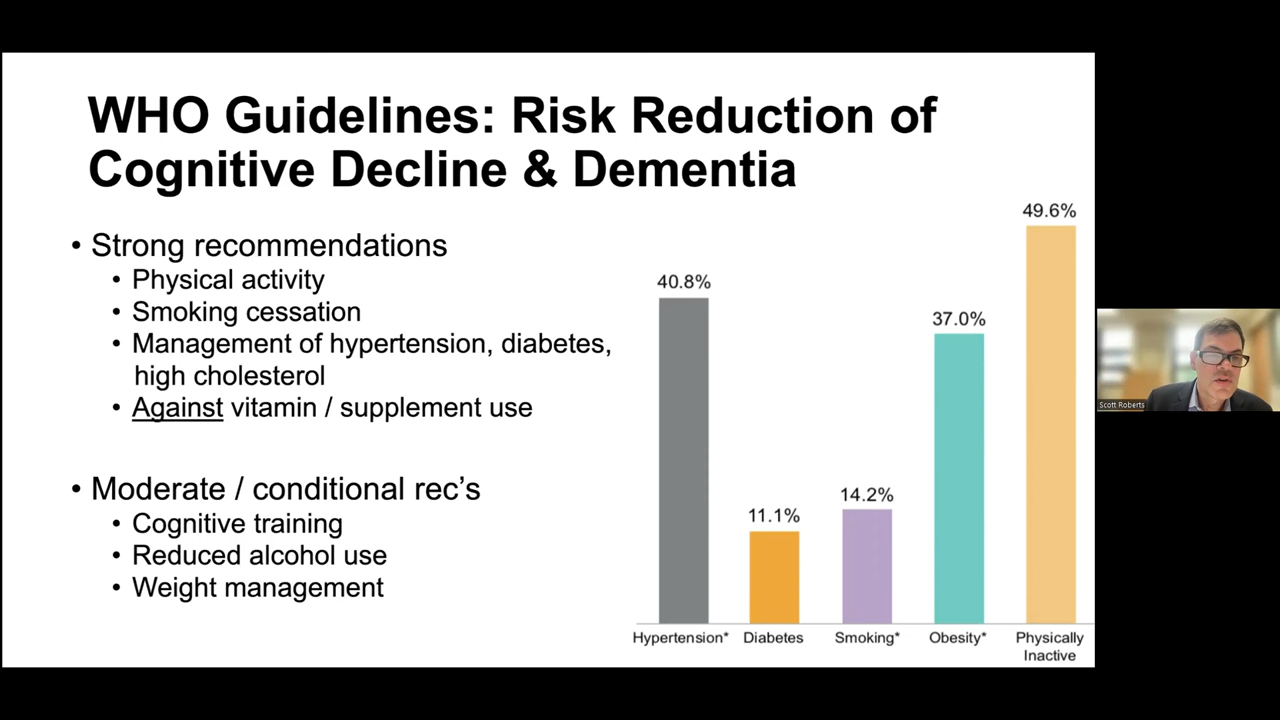 WHO Guidelines: Risk Reduction of
Cognitive Decline & Dementia
• Strong recommendations
• Physical activity
• Smoking cessation
• Management of hypertension, diabetes,
high cholesterol
• Against vitamin / supplement use
• Moderate / conditional rec’s
• Cognitive training
• Reduced alcohol use
• Weight management
40.8%
11.1%
14.2%
37.0%
49.6%
Hypertension*
Diabetes
Smoking*
Obesity*
Physically
Inactive
Scott Roberts